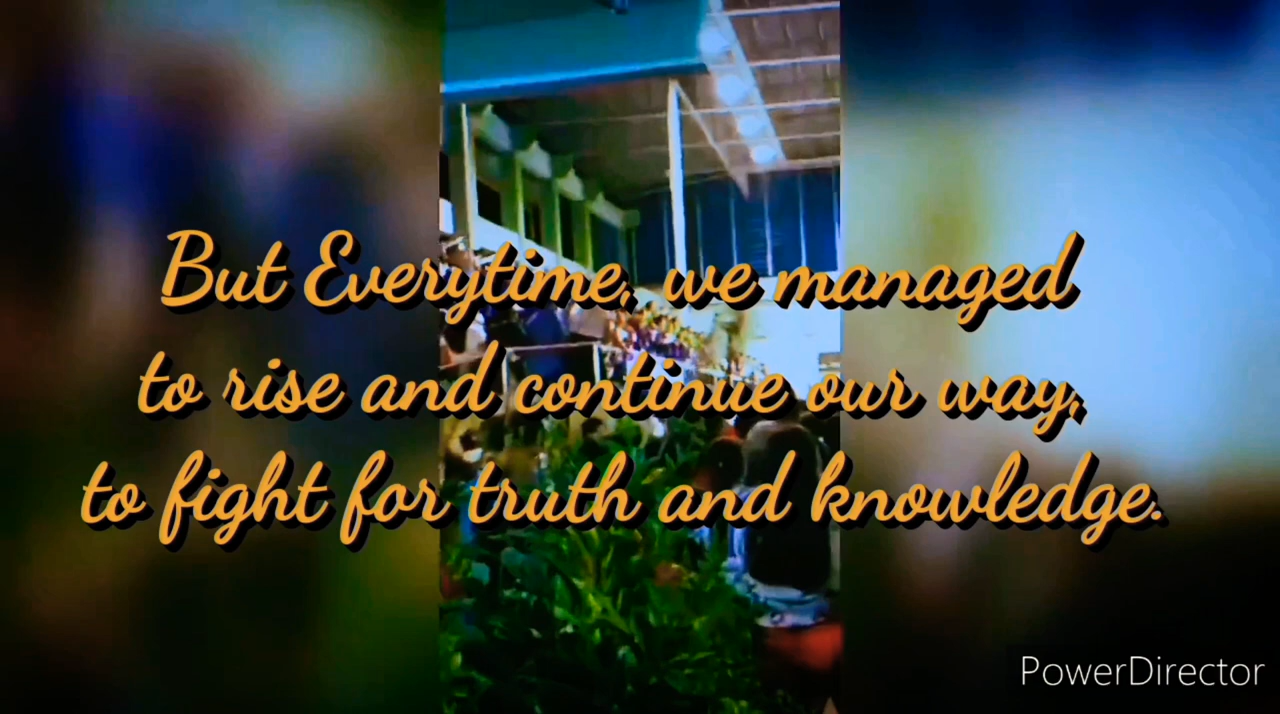 But Everytime, we managed
to rise and continue our way,
to fight for truth and knowledge.
PowerDirector